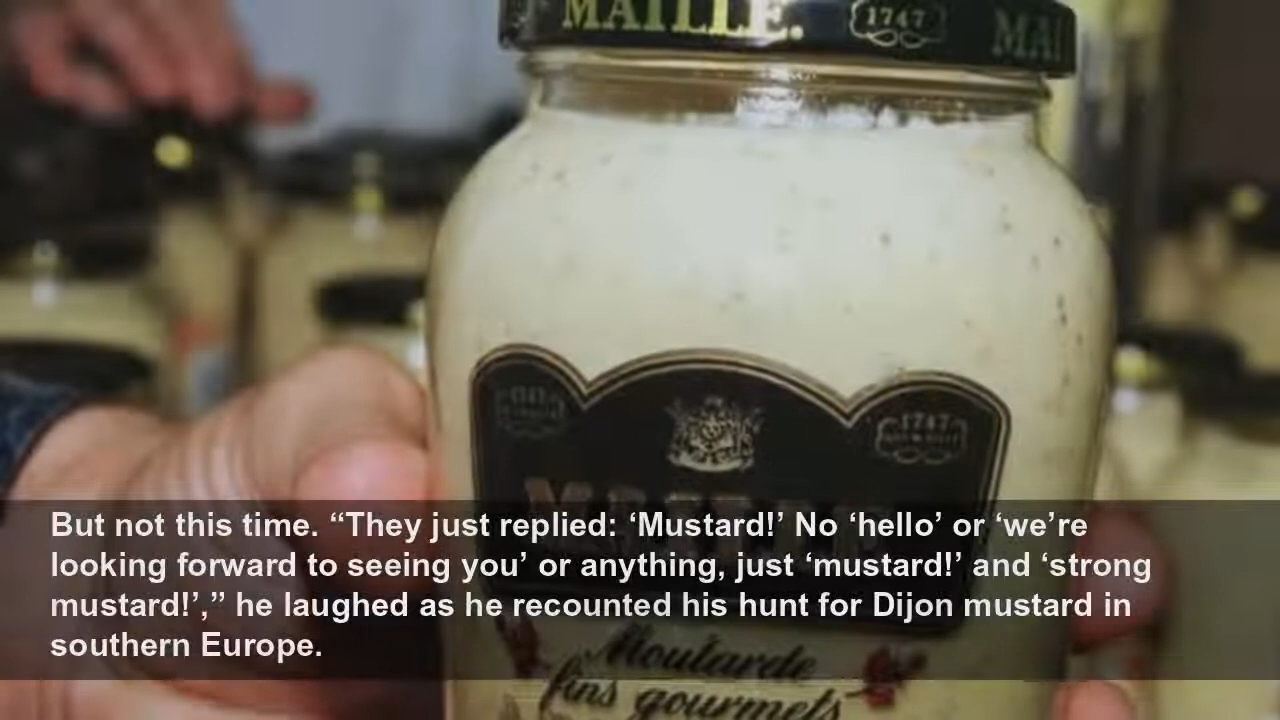 MAILLE.
1747
MAI
1747
But not this time. “They just replied: ‘Mustard!’ No ‘hello’ or ‘we’re
looking forward to seeing you’ or anything, just ‘mustard!’ and ‘strong
mustard!’,” he laughed as he recounted his hunt for Dijon mustard in
southern Europe.
Moutarde
fins gourmets